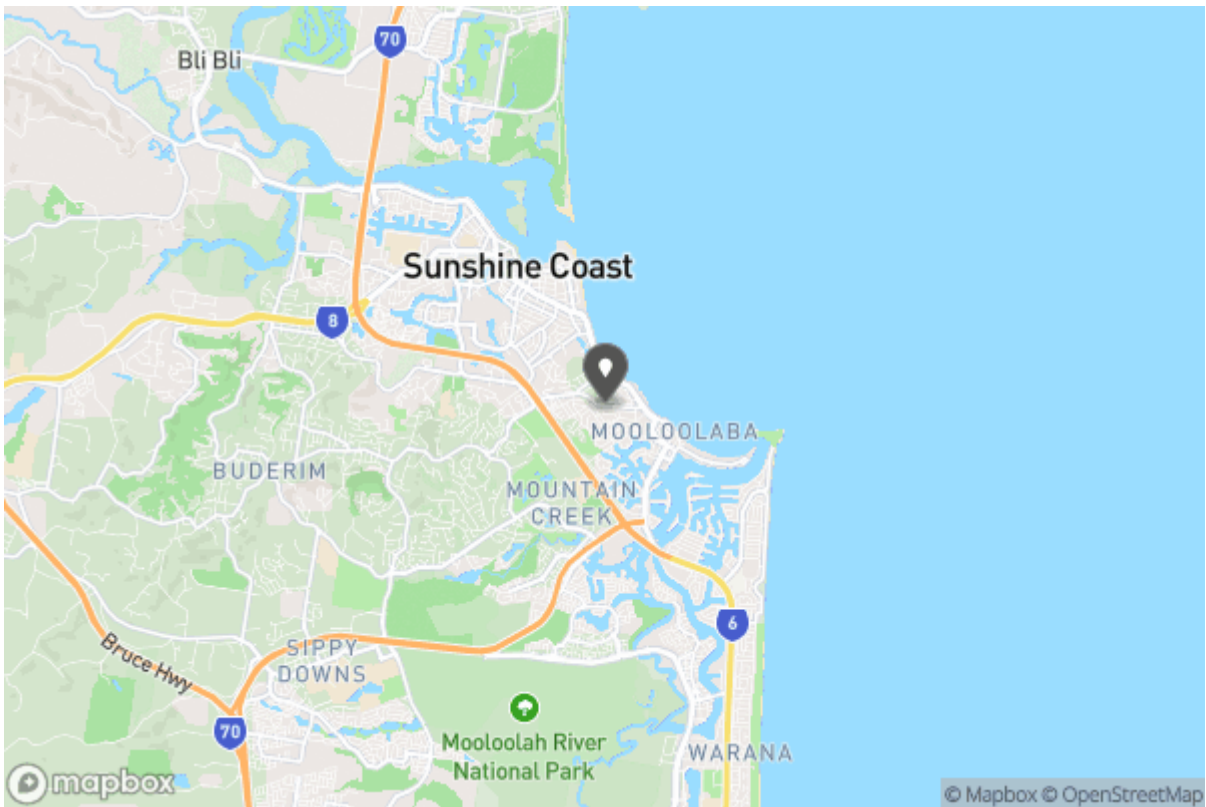 70
Bli Bli
Sunshine Coast
8
MOOLOOLABA
BUDERIM
MOUNTAIN
CREEK
6
SIPPY
DOWNS
Bruce Hwy
70
Mooloolah River
National Park
WARANA
mapbox
© Mapbox © OpenStreetMap